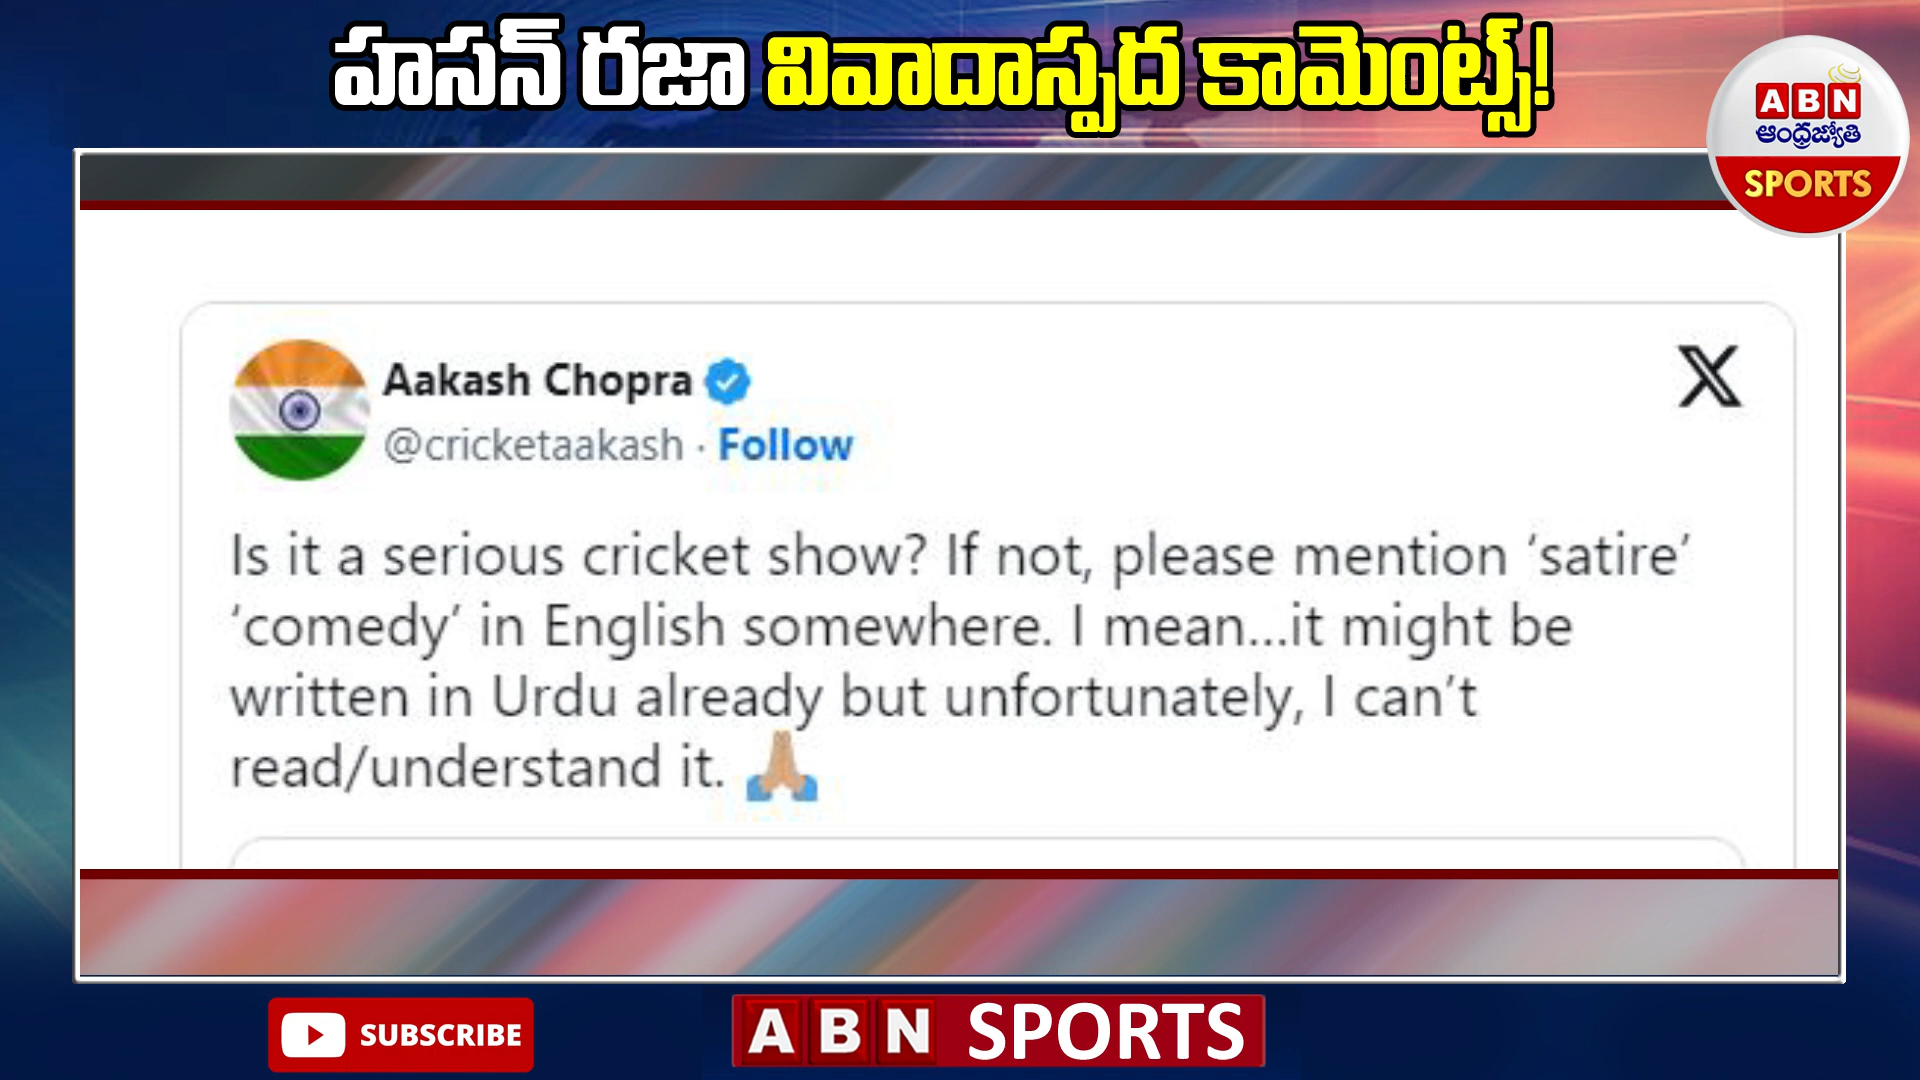 హసన్ రజా వివాదాస్పద కామెంట్స్!
ABN
ఆంధ్రజ్యోతి
SPORTS
Aakash Chopra
@cricketaakash · Follow
Is it a serious cricket show? If not, please mention ‘satire’
‘comedy’ in English somewhere. I mean...it might be
written in Urdu already but unfortunately, I can’t
read/understand it. 🙏🏼
SUBSCRIBE
ABN SPORTS